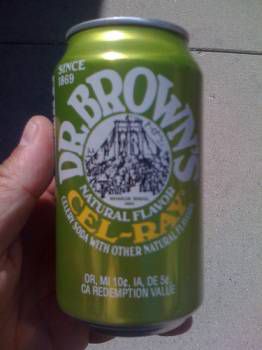 SINCE
1869
DR. BROWN'S
NATURAL FLAVOR
CEL-RAY
CELERY SODA WITH OTHER NATURAL FLAVORS
OR, MI 10¢, IA, DE 5¢,
CA REDEMPTION VALUE